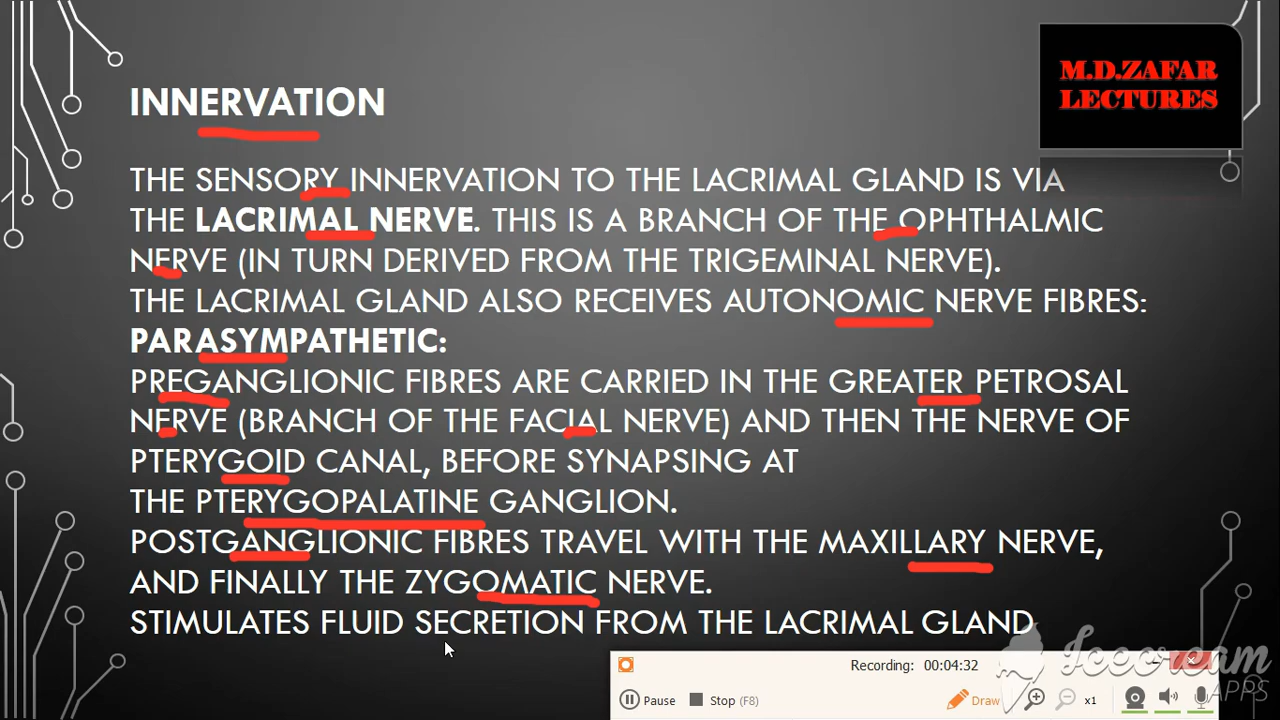 M.D.ZAFAR
LECTURES
INNERVATION
THE SENSORY INNERVATION TO THE LACRIMAL GLAND IS VIA
THE LACRIMAL NERVE. THIS IS A BRANCH OF THE OPHTHALMIC
NERVE (IN TURN DERIVED FROM THE TRIGEMINAL NERVE).
THE LACRIMAL GLAND ALSO RECEIVES AUTONOMIC NERVE FIBRES:
PARASYMPATHETIC:
PREGANGLIONIC FIBRES ARE CARRIED IN THE GREATER PETROSAL
NERVE (BRANCH OF THE FACIAL NERVE) AND THEN THE NERVE OF
PTERYGOID CANAL, BEFORE SYNAPSING AT
THE PTERYGOPALATINE GANGLION.
POSTGANGLIONIC FIBRES TRAVEL WITH THE MAXILLARY NERVE,
AND FINALLY THE ZYGOMATIC NERVE.
STIMULATES FLUID SECRETION FROM THE LACRIMAL GLAND
Recording: 00:04:32
Pause Stop (F8) Draw x1
Icecream
APPS